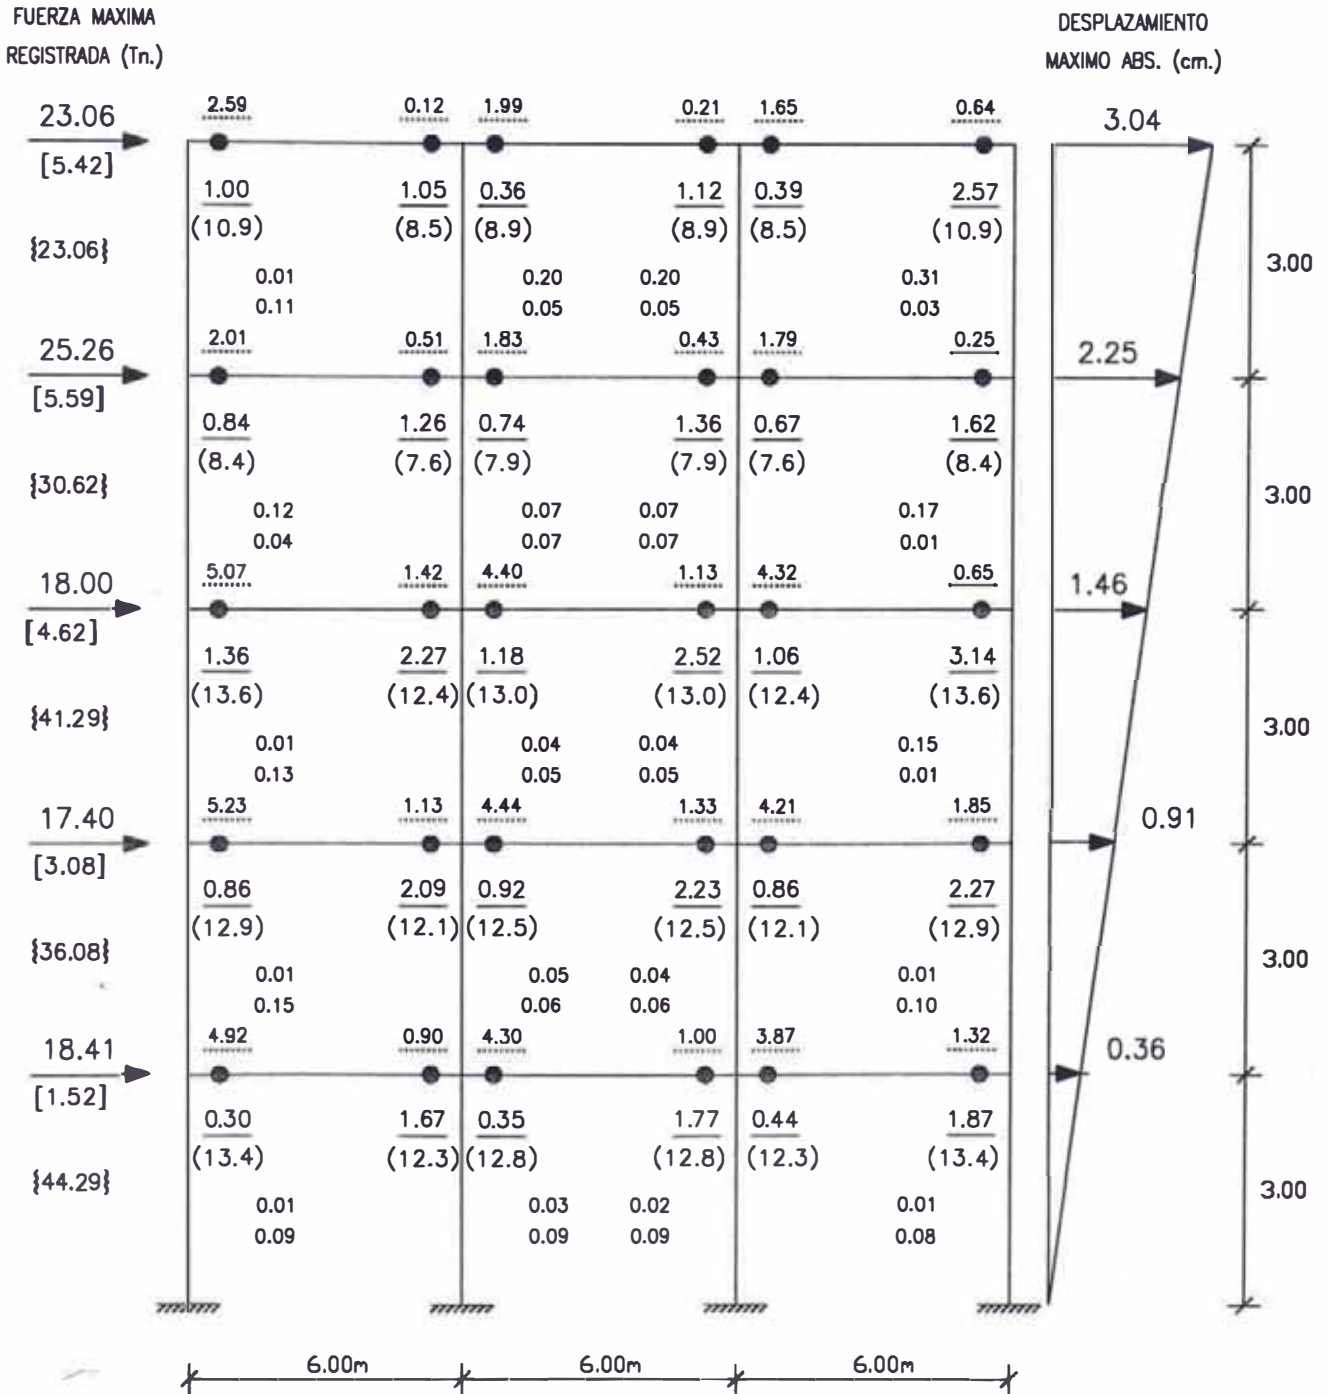 FUERZA MAXIMA
REGISTRADA (Tn.)
DESPLAZAMIENTO
MAXIMO ABS. (cm.)
23.06
2.59 0.12 1.99 0.21 1.65 0.64
3.04
[5.42]
1.00 1.05 0.36 1.12 0.39 2.57
(10.9) (8.5) (8.9) (8.9) (8.5) (10.9)
{23.06}
3.00
0.01 0.20 0.20 0.31
0.11 0.05 0.05 0.03
25.26
2.01 0.51 1.83 0.43 1.79 0.25
2.25
[5.59]
0.84 1.26 0.74 1.36 0.67 1.62
(8.4) (7.6) (7.9) (7.9) (7.6) (8.4)
{30.62}
3.00
0.12 0.07 0.07 0.17
0.04 0.07 0.07 0.01
18.00
5.07 1.42 4.40 1.13 4.32 0.65
1.46
[4.62]
1.36 2.27 1.18 2.52 1.06 3.14
(13.6) (12.4) (13.0) (13.0) (12.4) (13.6)
{41.29}
3.00
0.01 0.04 0.04 0.15
0.13 0.05 0.05 0.01
17.40
5.23 1.13 4.44 1.33 4.21 1.85
0.91
[3.08]
0.86 2.09 0.92 2.23 0.86 2.27
(12.9) (12.1) (12.5) (12.5) (12.1) (12.9)
{36.08}
3.00
0.01 0.05 0.04 0.01
0.15 0.06 0.06 0.10
18.41
4.92 0.90 4.30 1.00 3.87 1.32
0.36
[1.52]
0.30 1.67 0.35 1.77 0.44 1.87
(13.4) (12.3) (12.8) (12.8) (12.3) (13.4)
{44.29}
3.00
0.01 0.03 0.02 0.01
0.09 0.09 0.09 0.08
6.00m 6.00m 6.00m